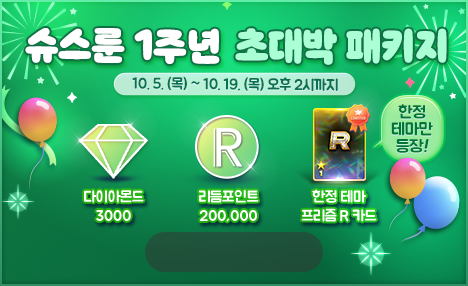 슈스룬 1주년 초대박 패키지
10. 5. (목) ~ 10. 19. (목) 오후 2시까지
한정
테마만
등장!
R
R
1
다이아몬드
3000
리듬포인트
200,000
한정 테마
프리즘 R 카드